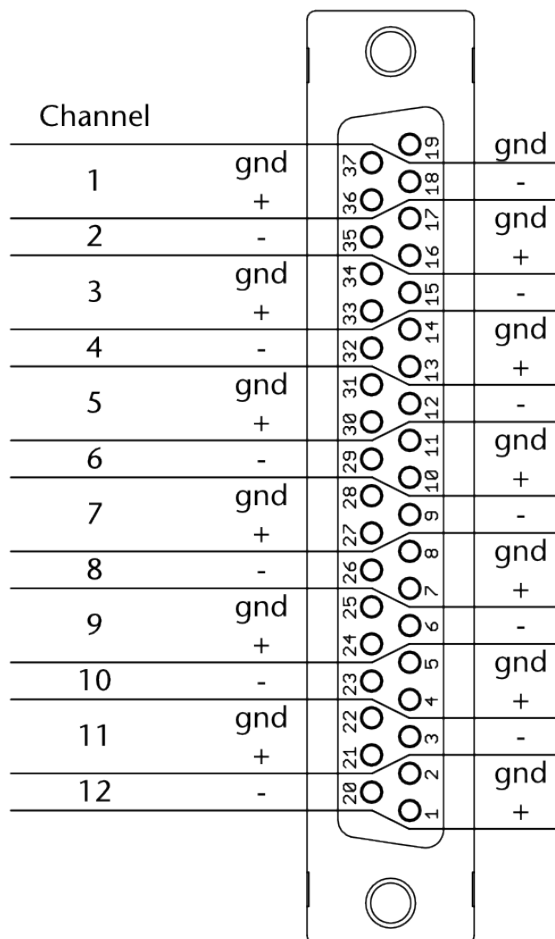 Channel
19 gnd
1 gnd 37
18 -
+ 36
17 gnd
2 - 35
16 +
3 gnd 34
15 -
+ 33
14 gnd
4 - 32
13 +
5 gnd 31
12 -
+ 30
11 gnd
6 - 29
10 +
7 gnd 28
9 -
+ 27
8 gnd
8 - 26
7 +
9 gnd 25
6 -
+ 24
5 gnd
10 - 23
4 +
11 gnd 22
3 -
+ 21
2 gnd
12 - 20
1 +